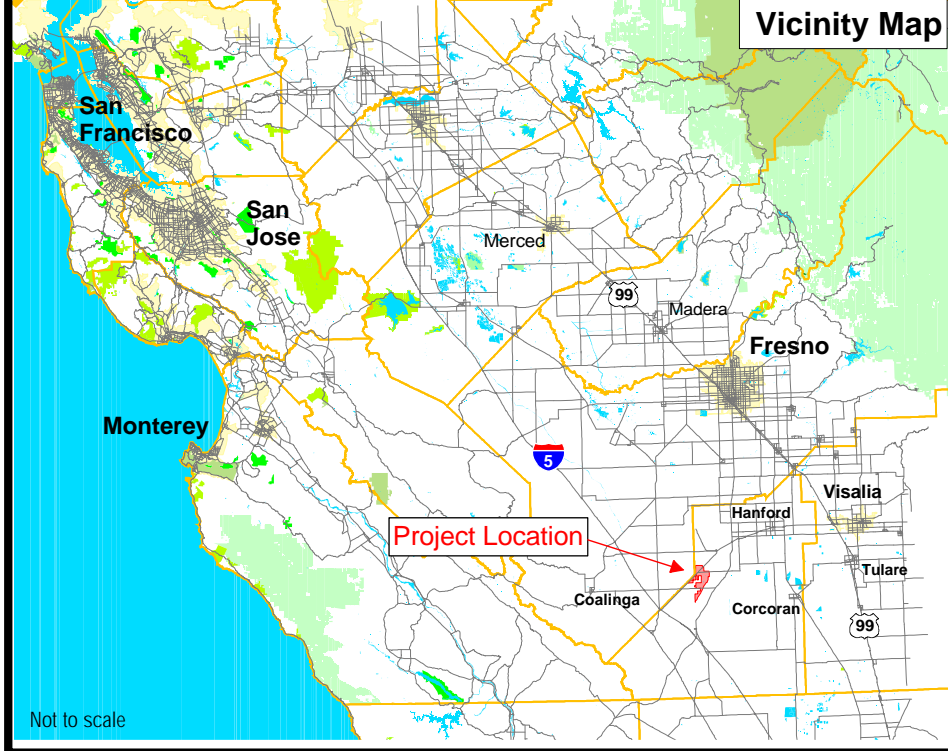 Vicinity Map
San
Francisco
San
Jose
Merced
99
Madera
Fresno
Monterey
5
Visalia
Hanford
Project Location
Tulare
Coalinga
Corcoran
99
Not to scale